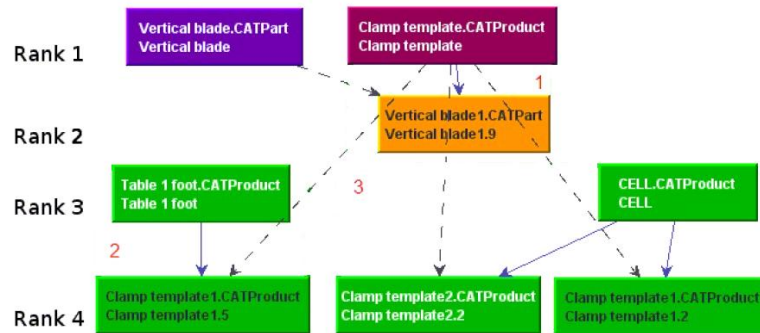 Rank 1
Vertical blade.CATPart
Vertical blade
Clamp template.CATProduct
Clamp template
1
Rank 2
Vertical blade1.CATPart
Vertical blade1.9
Rank 3
Table 1 foot.CATProduct
Table 1 foot
3
CELL.CATProduct
CELL
2
Rank 4
Clamp template1.CATProduct
Clamp template1.5
Clamp template2.CATProduct
Clamp template2.2
Clamp template1.CATProduct
Clamp template1.2